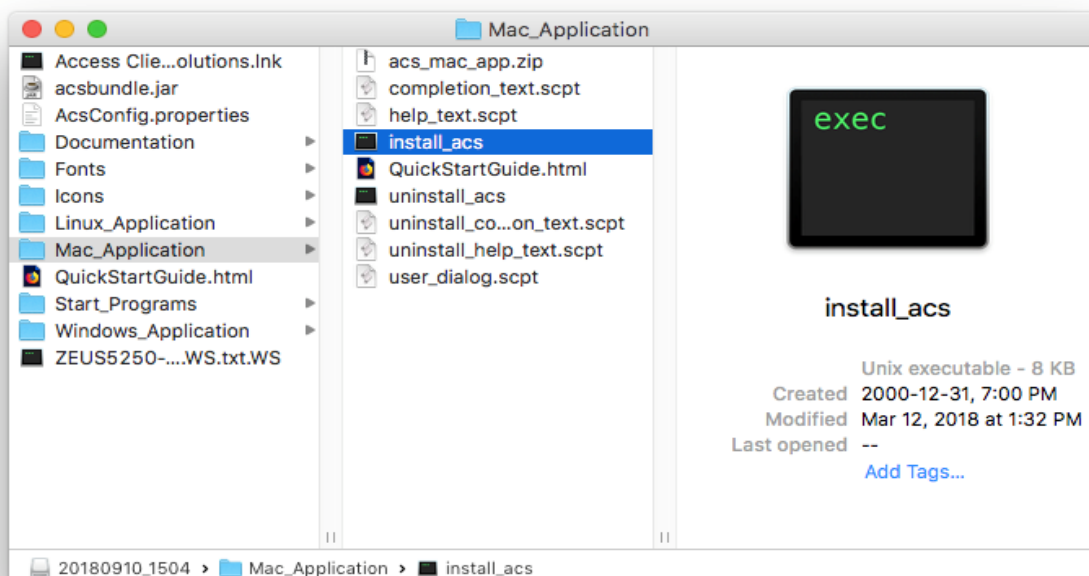 Mac_Application
Access Clie...olutions.lnk
acsbundle.jar
AcsConfig.properties
Documentation
Fonts
Icons
Linux_Application
Mac_Application
QuickStartGuide.html
Start_Programs
Windows_Application
ZEUS5250-....WS.txt.WS
acs_mac_app.zip
completion_text.scpt
help_text.scpt
install_acs
QuickStartGuide.html
uninstall_acs
uninstall_co...on_text.scpt
uninstall_help_text.scpt
user_dialog.scpt
exec
install_acs
Unix executable - 8 KB
Created 2000-12-31, 7:00 PM
Modified Mar 12, 2018 at 1:32 PM
Last opened --
Add Tags...
20180910_1504 › Mac_Application › install_acs